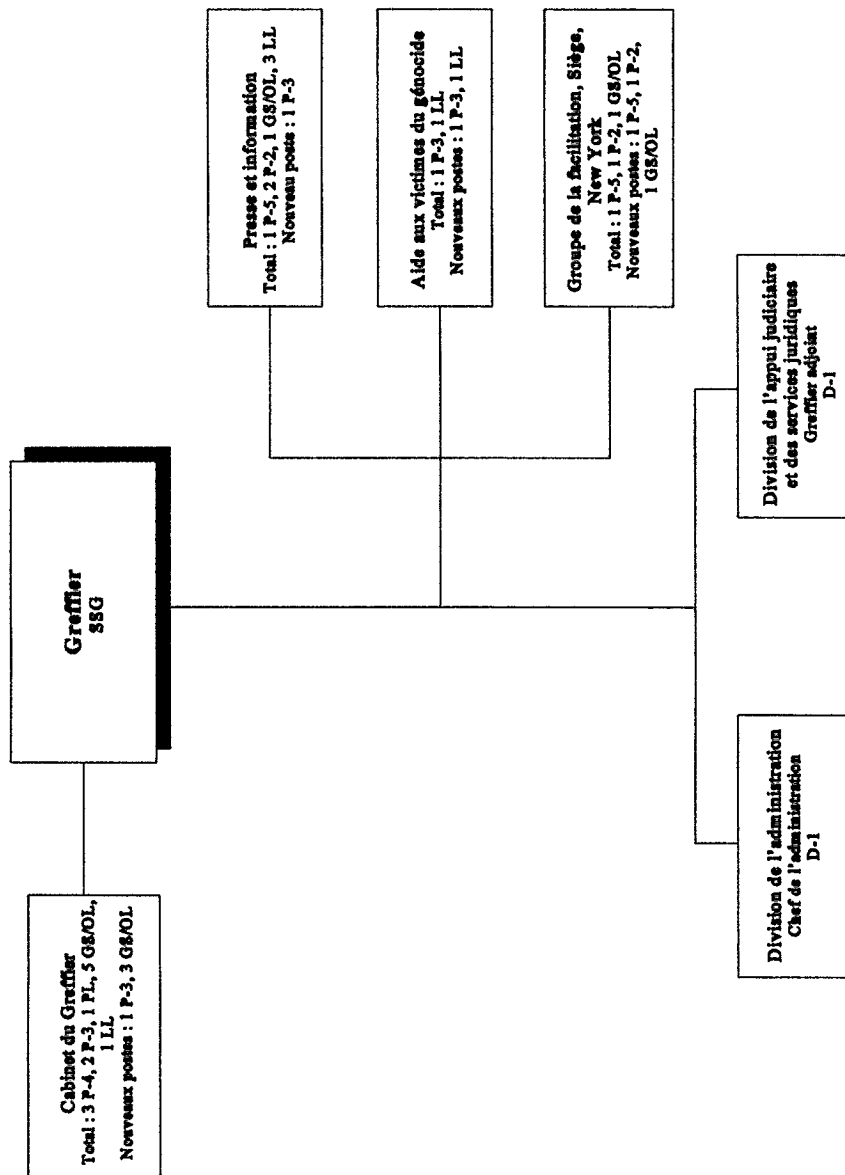 Greffier
SSG
Cabinet du Greffier
Total : 3 P-4, 2 P-3, 1 PL, 5 GS/OL,
1 LL
Nouveaux postes : 1 P-3, 3 GS/OL
Presse et information
Total : 1 P-5, 2 P-2, 1 GS/OL, 3 LL
Nouveau poste : 1 P-3
Aide aux victimes du génocide
Total : 1 P-3, 1 LL
Nouveaux postes : 1 P-3, 1 LL
Groupe de la facilitation, Siège,
New York
Total : 1 P-5, 1 P-2, 1 GS/OL
Nouveaux postes : 1 P-5, 1 P-2,
1 GS/OL
Division de l'administration
Chef de l'administration
D-1
Division de l'appui judiciaire
et des services juridiques
Greffier adjoint
D-1